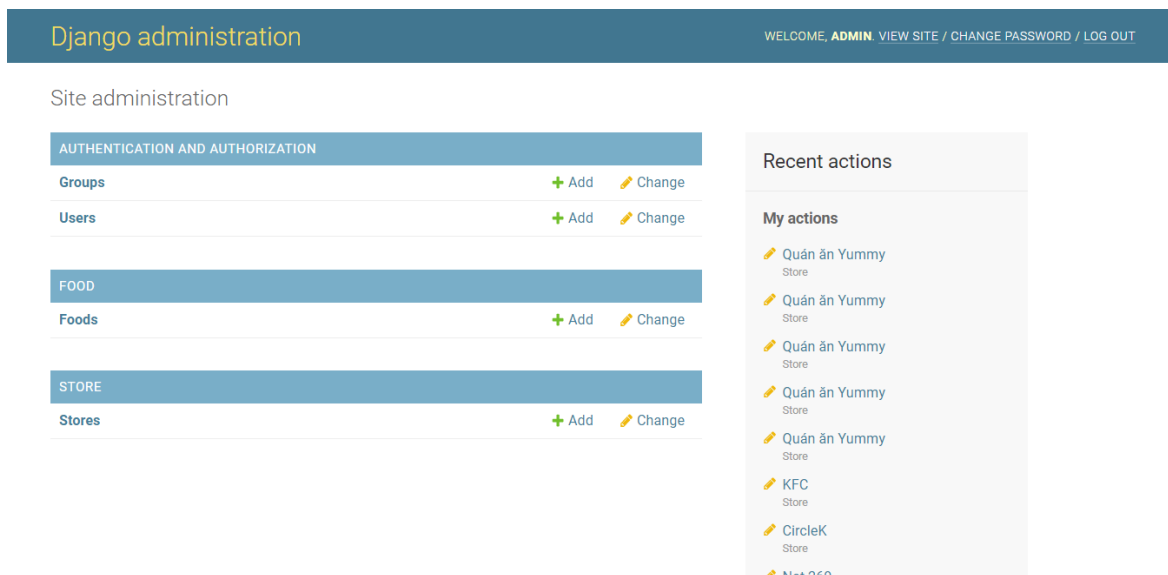 Django administration
WELCOME, ADMIN. VIEW SITE / CHANGE PASSWORD / LOG OUT
Site administration
AUTHENTICATION AND AUTHORIZATION
Groups Add Change
Users Add Change
FOOD
Foods Add Change
STORE
Stores Add Change
Recent actions
My actions
Quán ăn Yummy
Store
Quán ăn Yummy
Store
Quán ăn Yummy
Store
Quán ăn Yummy
Store
Quán ăn Yummy
Store
KFC
Store
CircleK
Store